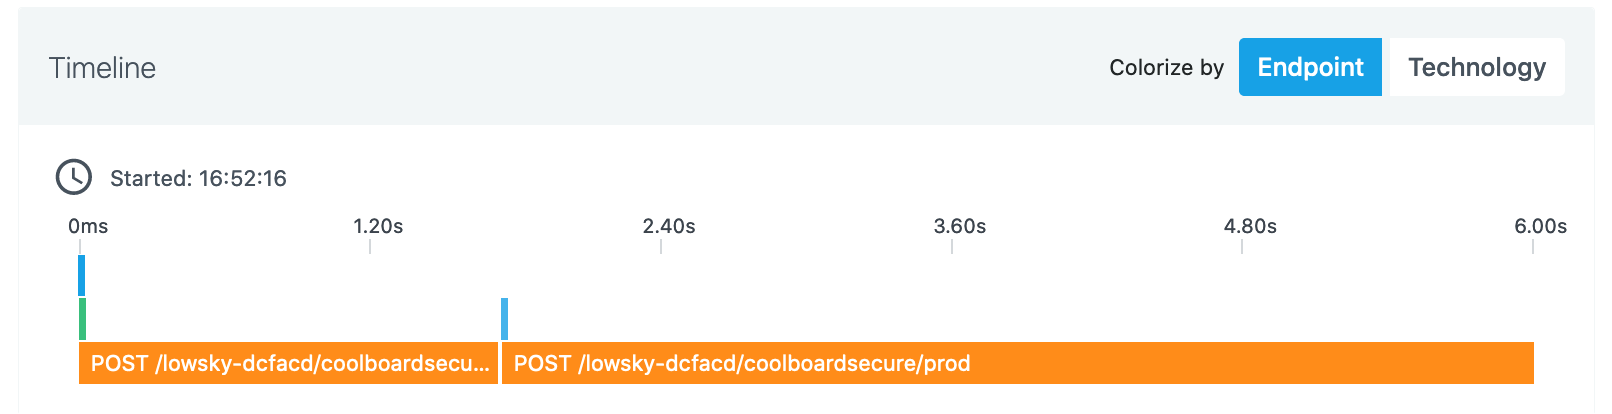 Timeline
Colorize by
Endpoint
Technology
Started: 16:52:16
0ms
1.20s
2.40s
3.60s
4.80s
6.00s
POST /lowsky-dcfacd/coolboardsecu...
POST /lowsky-dcfacd/coolboardsecure/prod